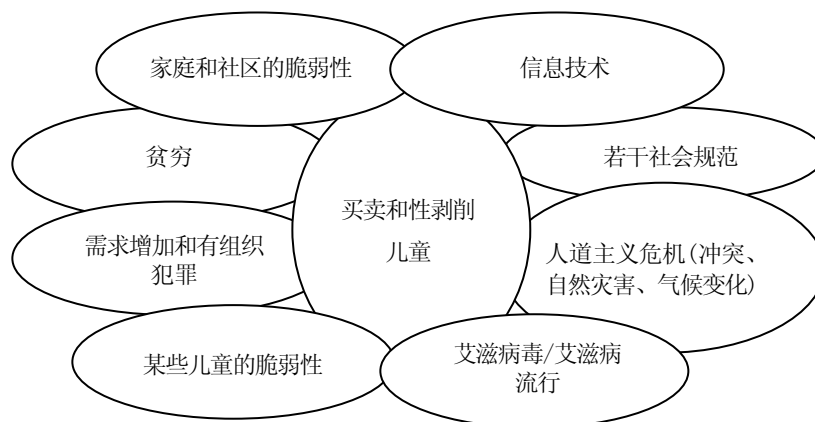 家庭和社区的脆弱性
信息技术
贫穷
若干社会规范
买卖和性剥削
儿童
需求增加和有组织
犯罪
人道主义危机(冲突、
自然灾害、气候变化)
某些儿童的脆弱性
艾滋病毒/艾滋病
流行